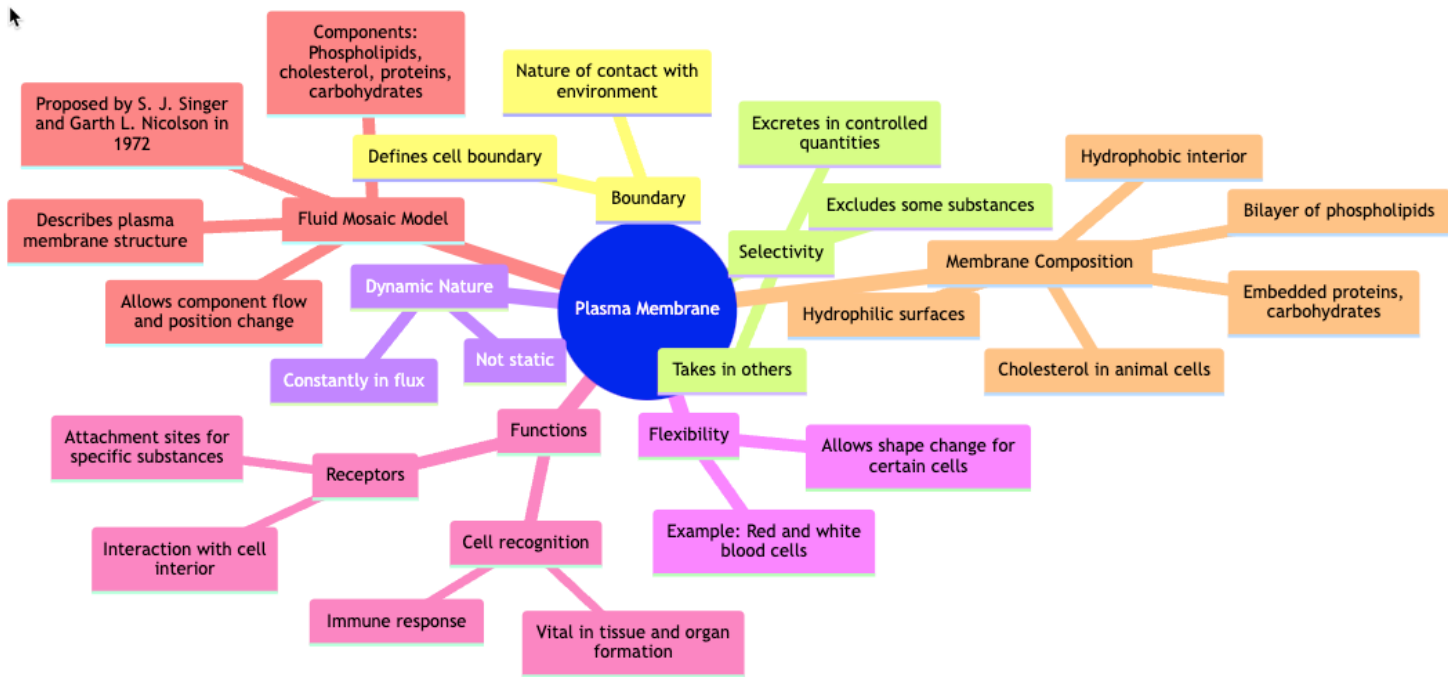 Plasma Membrane
Fluid Mosaic Model
Components:
Phospholipids,
cholesterol, proteins,
carbohydrates
Proposed by S. J. Singer
and Garth L. Nicolson in
1972
Describes plasma
membrane structure
Allows component flow
and position change
Boundary
Nature of contact with
environment
Defines cell boundary
Selectivity
Excretes in controlled
quantities
Excludes some substances
Takes in others
Membrane Composition
Hydrophobic interior
Bilayer of phospholipids
Embedded proteins,
carbohydrates
Cholesterol in animal cells
Hydrophilic surfaces
Dynamic Nature
Constantly in flux
Not static
Functions
Receptors
Attachment sites for
specific substances
Interaction with cell
interior
Cell recognition
Immune response
Vital in tissue and organ
formation
Flexibility
Allows shape change for
certain cells
Example: Red and white
blood cells